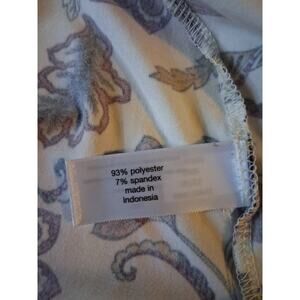 93% polyester
7% spandex
made in
Indonesia